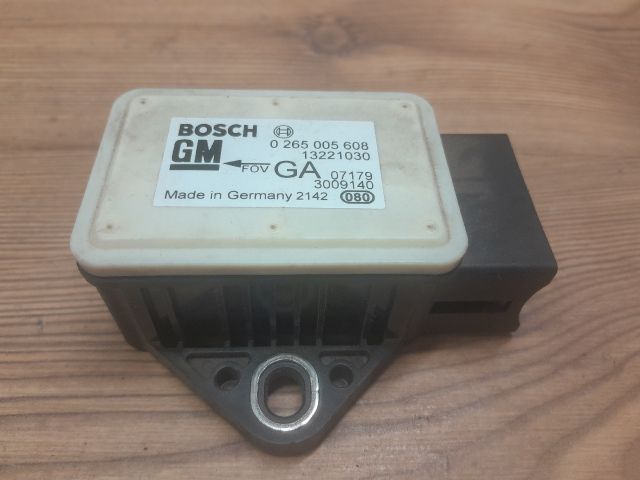 BOSCH 0 265 005 608
GM 13221030
FOV GA 07179
3009140
Made in Germany 2142 080